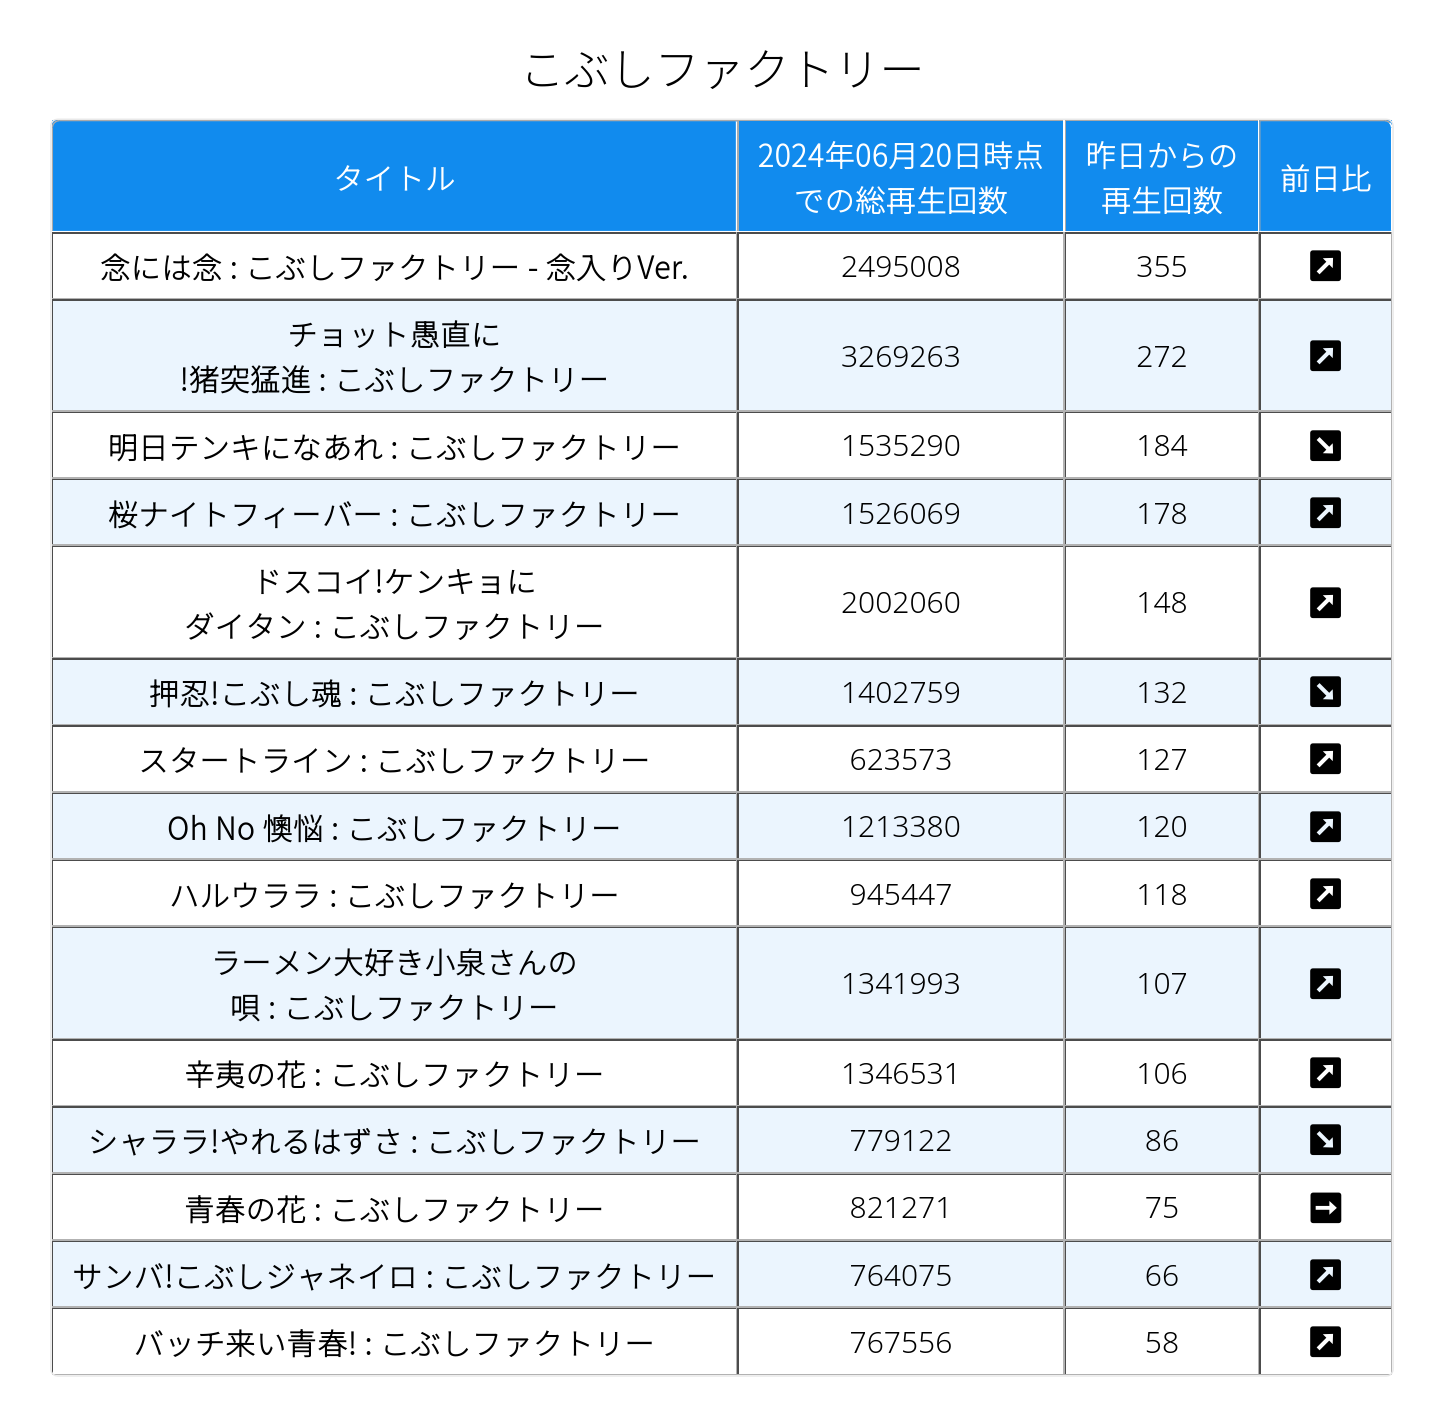 こぶしファクトリー
タイトル
2024年06月20日時点
での総再生回数
昨日からの
再生回数
前日比
念には念 : こぶしファクトリー - 念入りVer.
2495008
355
チョット愚直に
!猪突猛進 : こぶしファクトリー
3269263
272
明日テンキになあれ : こぶしファクトリー
1535290
184
桜ナイトフィーバー : こぶしファクトリー
1526069
178
ドスコイ!ケンキョに
ダイタン : こぶしファクトリー
2002060
148
押忍!こぶし魂 : こぶしファクトリー
1402759
132
スタートライン : こぶしファクトリー
623573
127
Oh No 懊悩 : こぶしファクトリー
1213380
120
ハルウララ : こぶしファクトリー
945447
118
ラーメン大好き小泉さんの
唄 : こぶしファクトリー
1341993
107
辛夷の花 : こぶしファクトリー
1346531
106
シャララ!やれるはずさ : こぶしファクトリー
779122
86
青春の花 : こぶしファクトリー
821271
75
サンバ!こぶしジャネイロ : こぶしファクトリー
764075
66
バッチ来い青春! : こぶしファクトリー
767556
58